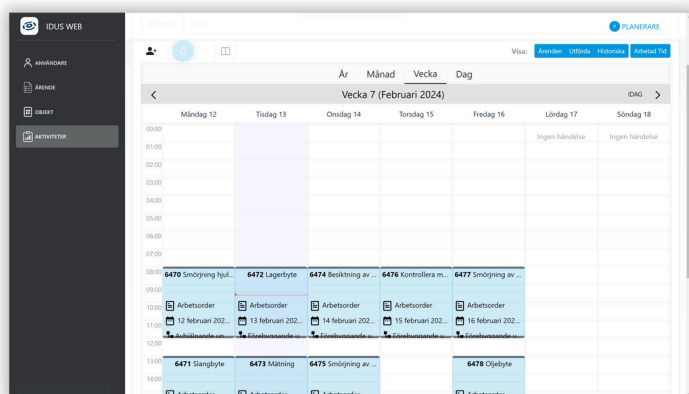 IDUS WEB
PLANERARE
ANVÄNDARE
ÄRENDE
OBJEKT
AKTIVITETER
Visa: Ärenden Utförda Historiska Arbetad Tid
År Månad Vecka Dag
Vecka 7 (Februari 2024) IDAG
Måndag 12 Tisdag 13 Onsdag 14 Torsdag 15 Fredag 16 Lördag 17 Söndag 18
00:00 Ingen händelse Ingen händelse
01:00
02:00
03:00
04:00
05:00
06:00
07:00
08:00 6470 Smörjning hjul... 6472 Lagerbyte 6474 Besiktning av ... 6476 Kontrollera m... 6477 Smörjning av ...
09:00
10:00 Arbetsorder Arbetsorder Arbetsorder Arbetsorder Arbetsorder
12 februari 202... 13 februari 202... 14 februari 202... 15 februari 202... 16 februari 202...
11:00
Avhjälpande un... Förebyggande u... Förebyggande u... Förebyggande u... Förebyggande u...
12:00
13:00 6471 Slangbyte 6473 Mätning 6475 Smörjning av ... 6478 Oljebyte
14:00
Arbetsorder Arbetsorder Arbetsorder Arbetsorder